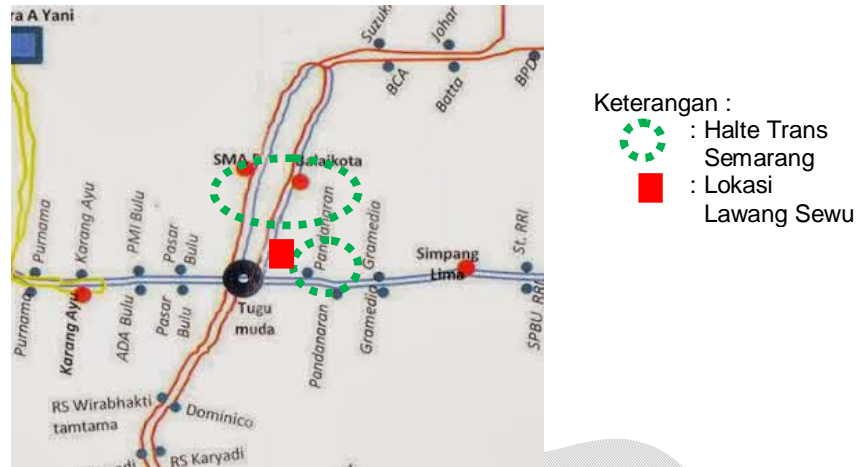 ra A Yani
Suzuki
Johar
BCA
Batta
BPD
SMA 5
Balaikota
Purnama
Karang Ayu
PMI Bulu
Pasar
Bulu
Pandanaran
Gramedia
Simpang
Lima
St. RRI
Purnama
Karang Ayu
ADA Bulu
Pasar
Bulu
Tugu
muda
Pandanaran
Gramedia
SPBU RRI
RS Wirabhakti
tamtama
Dominico
RS Karyadi
Keterangan :
: Halte Trans
Semarang
: Lokasi
Lawang Sewu